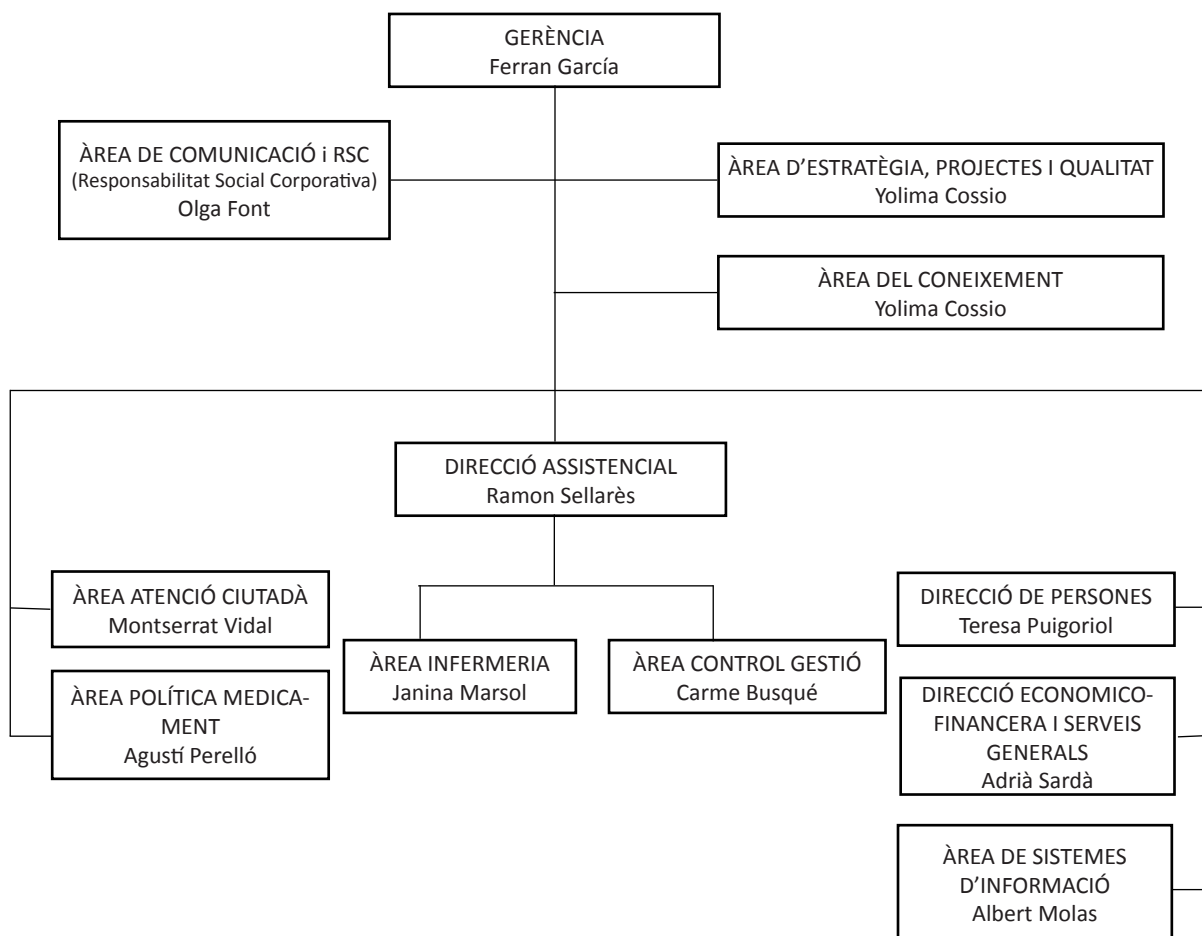 GERÈNCIA
Ferran García
ÀREA DE COMUNICACIÓ i RSC
(Responsabilitat Social Corporativa)
Olga Font
ÀREA D’ESTRATÈGIA, PROJECTES I QUALITAT
Yolima Cossio
ÀREA DEL CONEIXEMENT
Yolima Cossio
DIRECCIÓ ASSISTENCIAL
Ramon Sellarès
ÀREA ATENCIÓ CIUTADÀ
Montserrat Vidal
ÀREA POLÍTICA MEDICA-
MENT
Agustí Perelló
ÀREA INFERMERIA
Janina Marsol
ÀREA CONTROL GESTIÓ
Carme Busqué
DIRECCIÓ DE PERSONES
Teresa Puigoriol
DIRECCIÓ ECONOMICO-
FINANCERA I SERVEIS
GENERALS
Adrià Sardà
ÀREA DE SISTEMES
D’INFORMACIÓ
Albert Molas